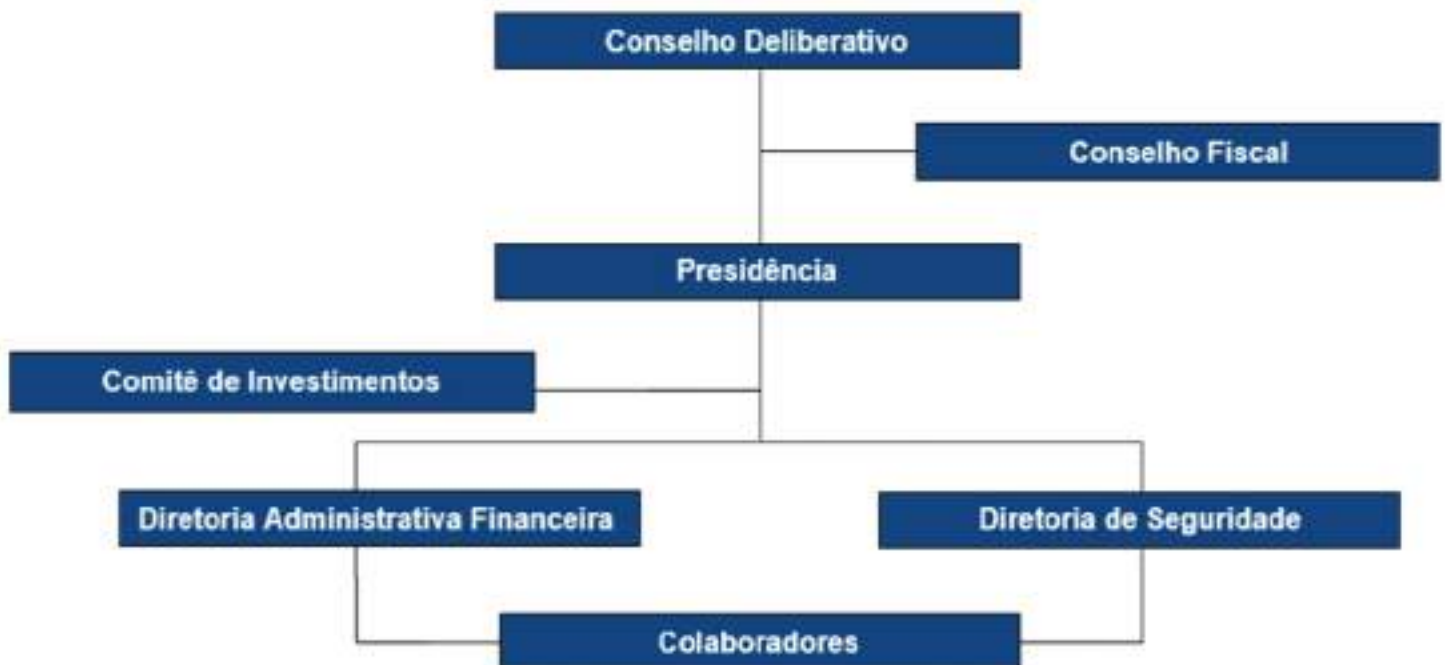 Conselho Deliberativo
Conselho Fiscal
Presidência
Comitê de Investimentos
Diretoria Administrativa Financeira
Diretoria de Seguridade
Colaboradores